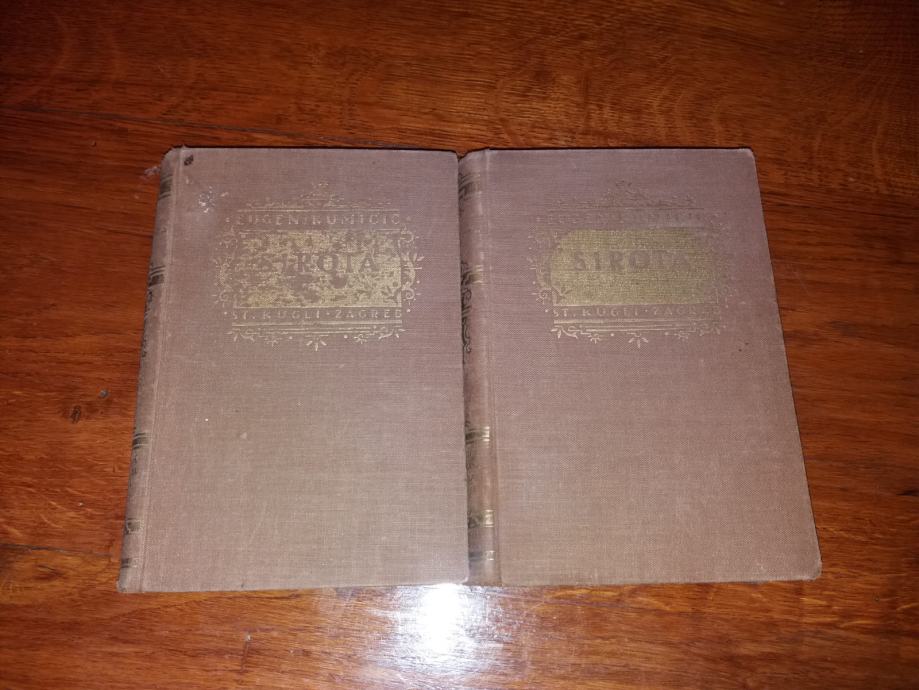 EUGEN KUMIČIĆ
SIROTA
ST. KUGLI · ZAGREB
EUGEN KUMIČIĆ
SIROTA
ST. KUGLI · ZAGREB